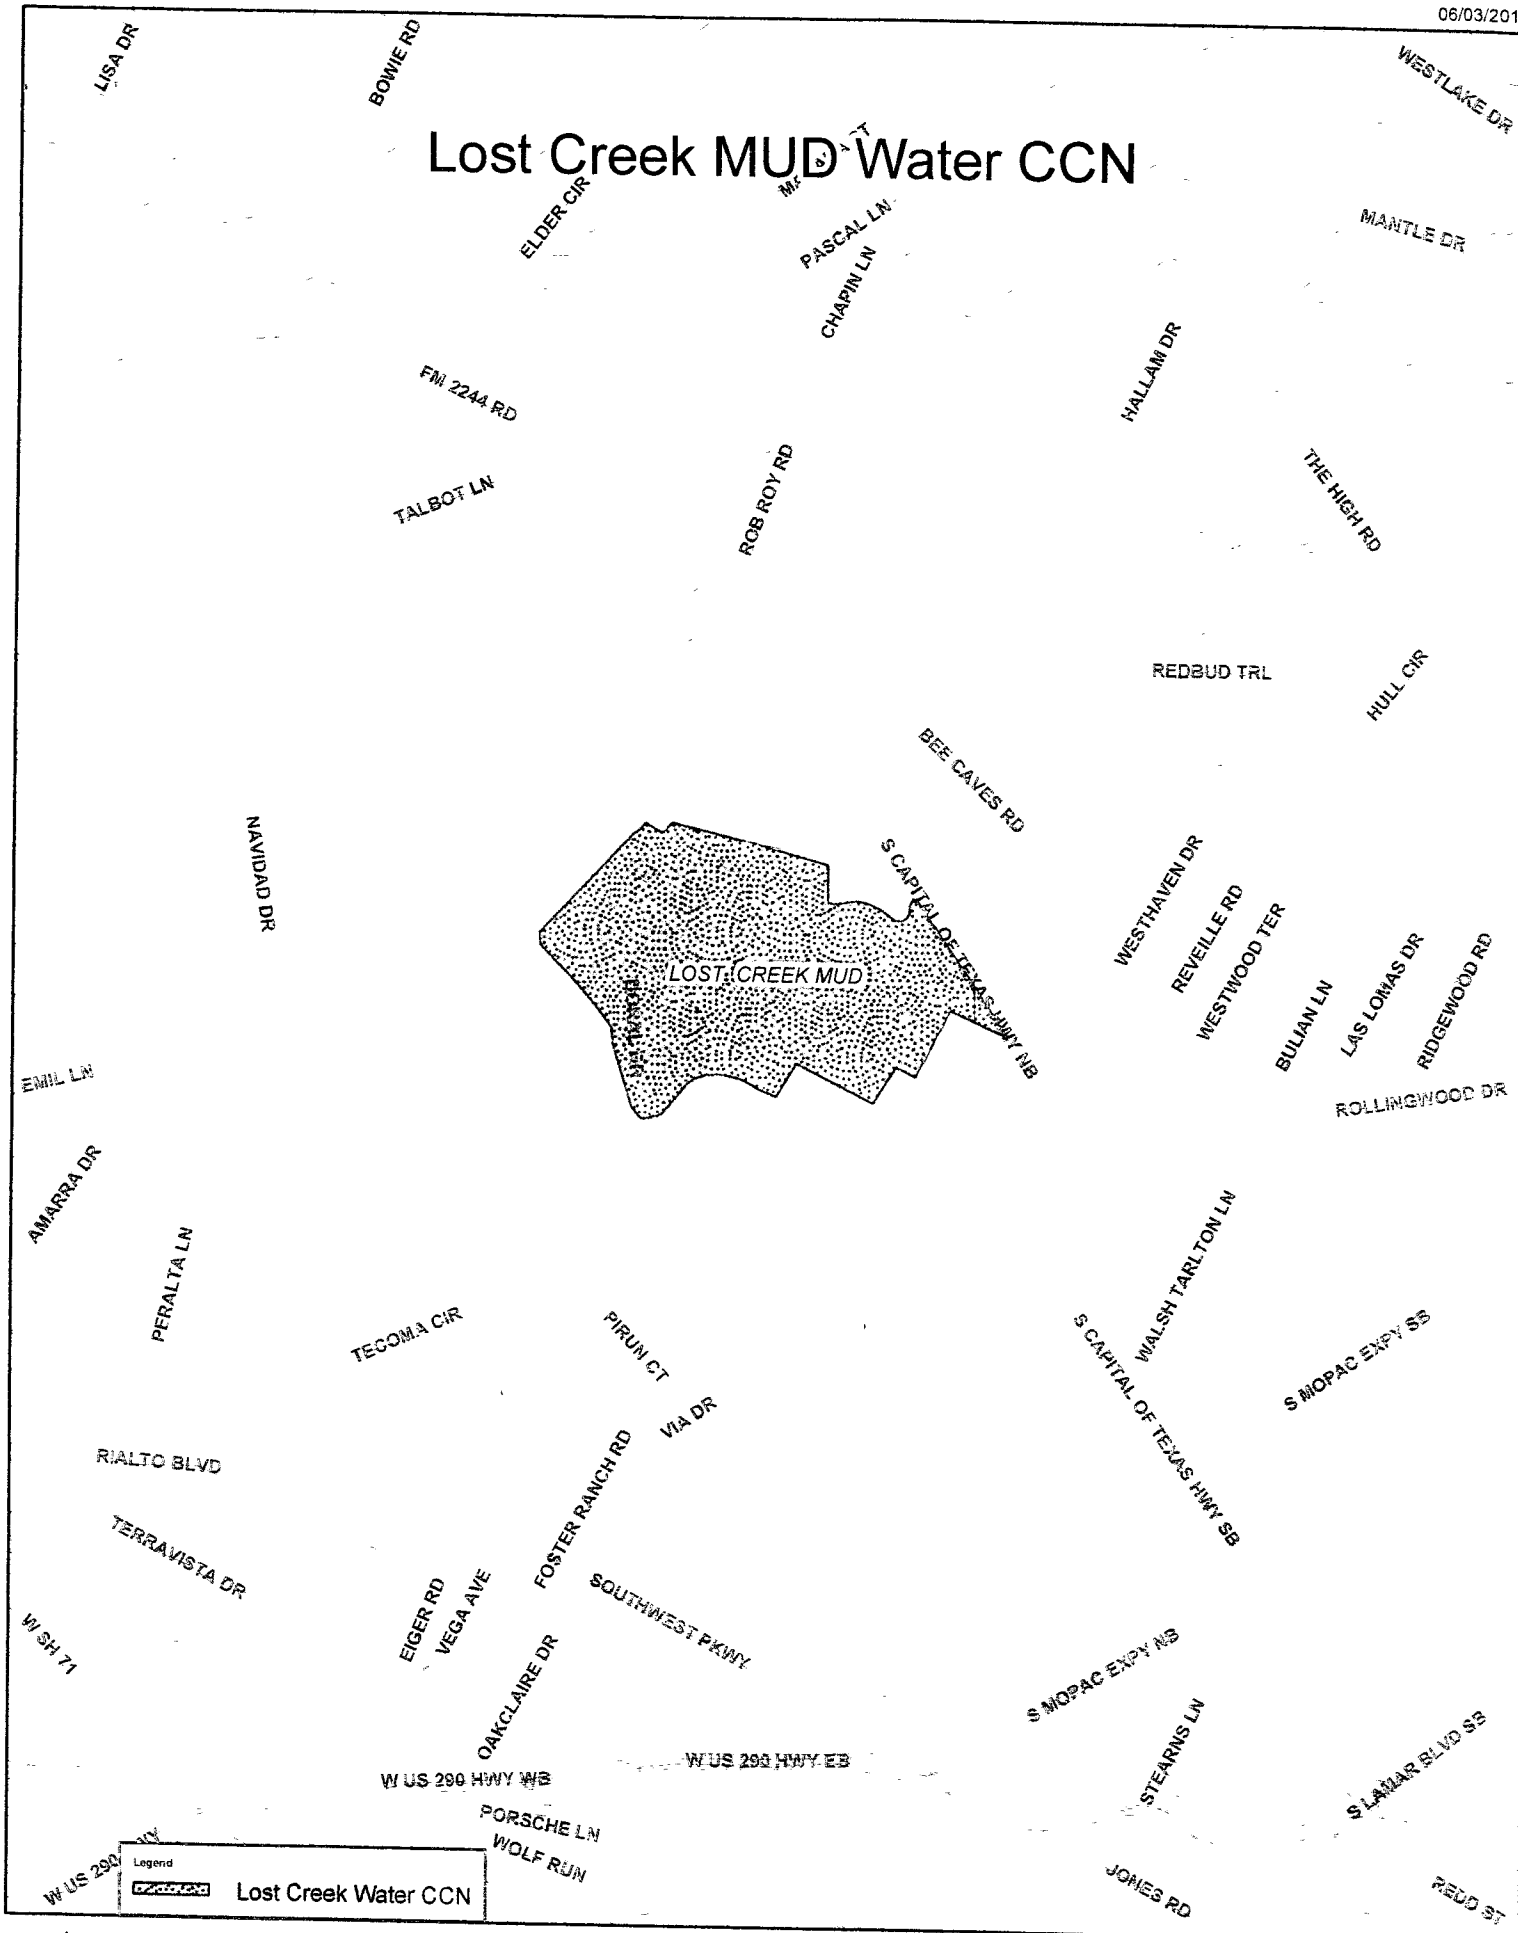 06/03/201
LISA DR
BOWIE RD
WESTLAKE DR
Lost Creek MUD Water CCN
ELDER CIR
PASCAL LN
MANTLE DR
CHAPIN LN
HALLAM DR
FM 2244 RD
TALBOT LN
ROB ROY RD
THE HIGH RD
REDBUD TRL
HULL CIR
BEE CAVES RD
NAVIDAD DR
S CAPITAL OF TEXAS HWY NB
WESTHAVEN DR
REVEILLE RD
WESTWOOD TER
LOST CREEK MUD
BULIAN LN
LAS LOMAS DR
RIDGEWOOD RD
EMIL LN
ROLLINGWOOD DR
AMARRA DR
PERALTA LN
TECOMA CIR
PIRUN CT
WALSH TARLTON LN
S CAPITAL OF TEXAS HWY SB
S MOPAC EXPY SB
VIA DR
RIALTO BLVD
FOSTER RANCH RD
TERRAVISTA DR
EIGER RD
VEGA AVE
SOUTHWEST PKWY
W SH 71
OAKCLAIRE DR
S MOPAC EXPY NB
STEARNS LN
S LAMAR BLVD SB
W US 290 HWY EB
W US 290 HWY WB
PORSCHE LN
WOLF RUN
W US 290
JONES RD
REDD ST
Legend
Lost Creek Water CCN